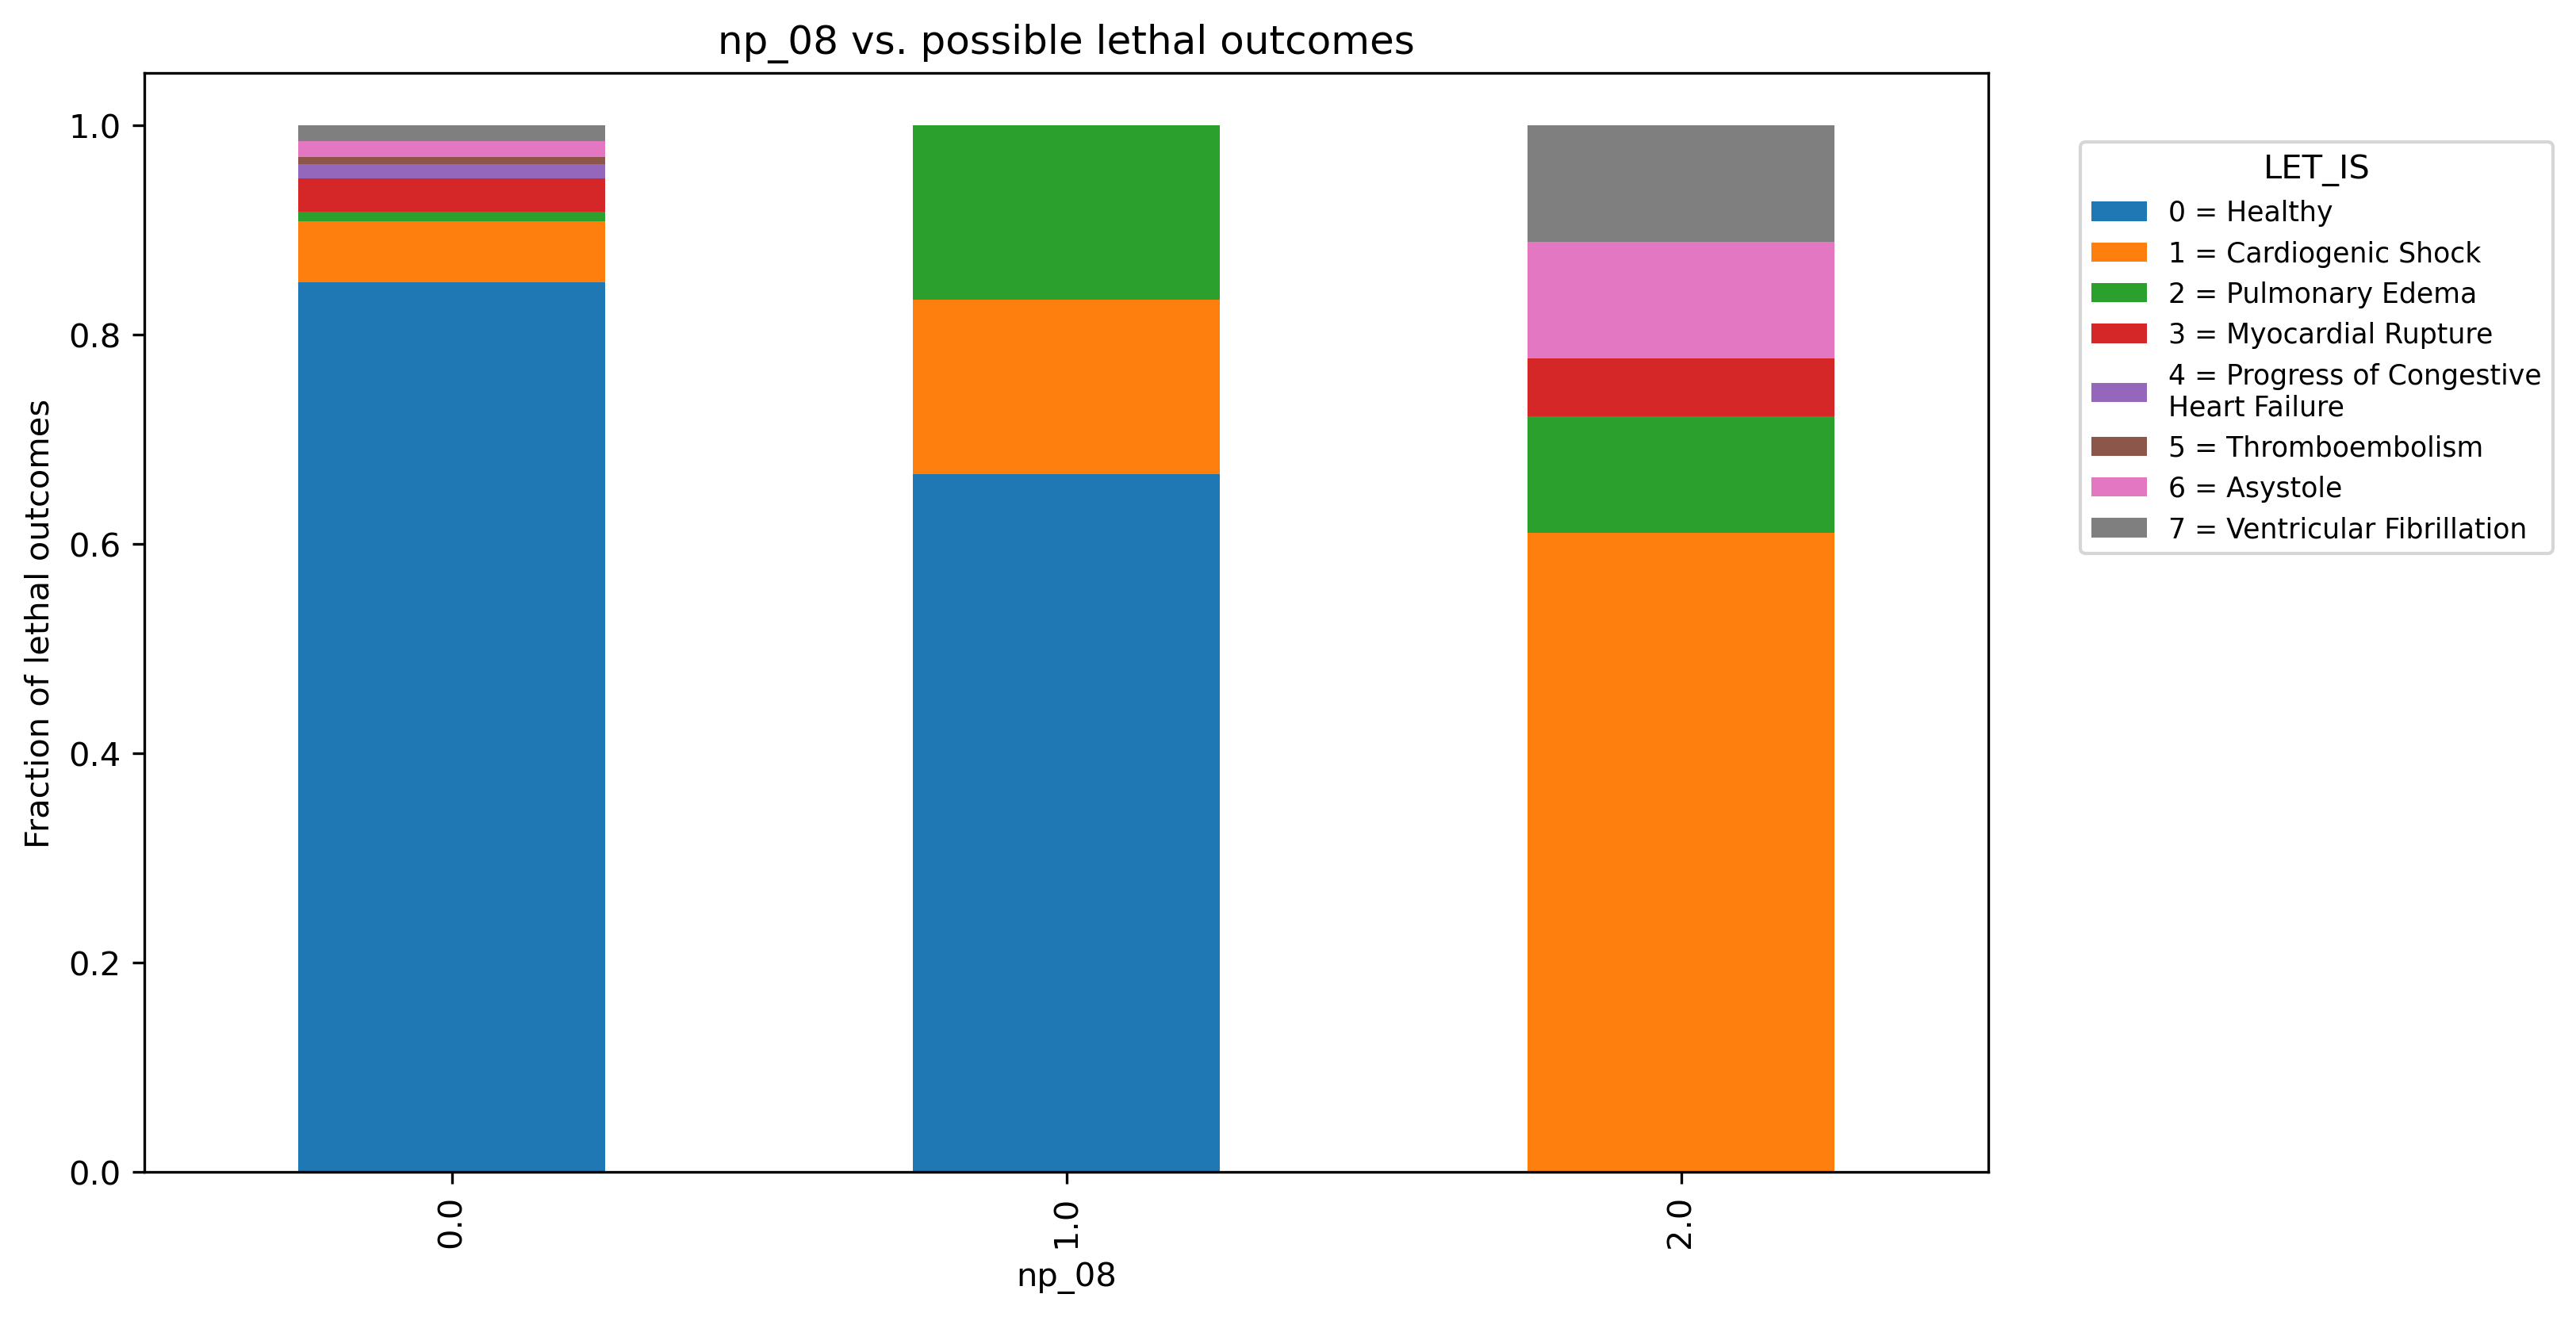 np_08 vs. possible lethal outcomes
Fraction of lethal outcomes
1.0
0.8
0.6
0.4
0.2
0.0
0.0
1.0
2.0
np_08
LET_IS
0 = Healthy
1 = Cardiogenic Shock
2 = Pulmonary Edema
3 = Myocardial Rupture
4 = Progress of Congestive
Heart Failure
5 = Thromboembolism
6 = Asystole
7 = Ventricular Fibrillation